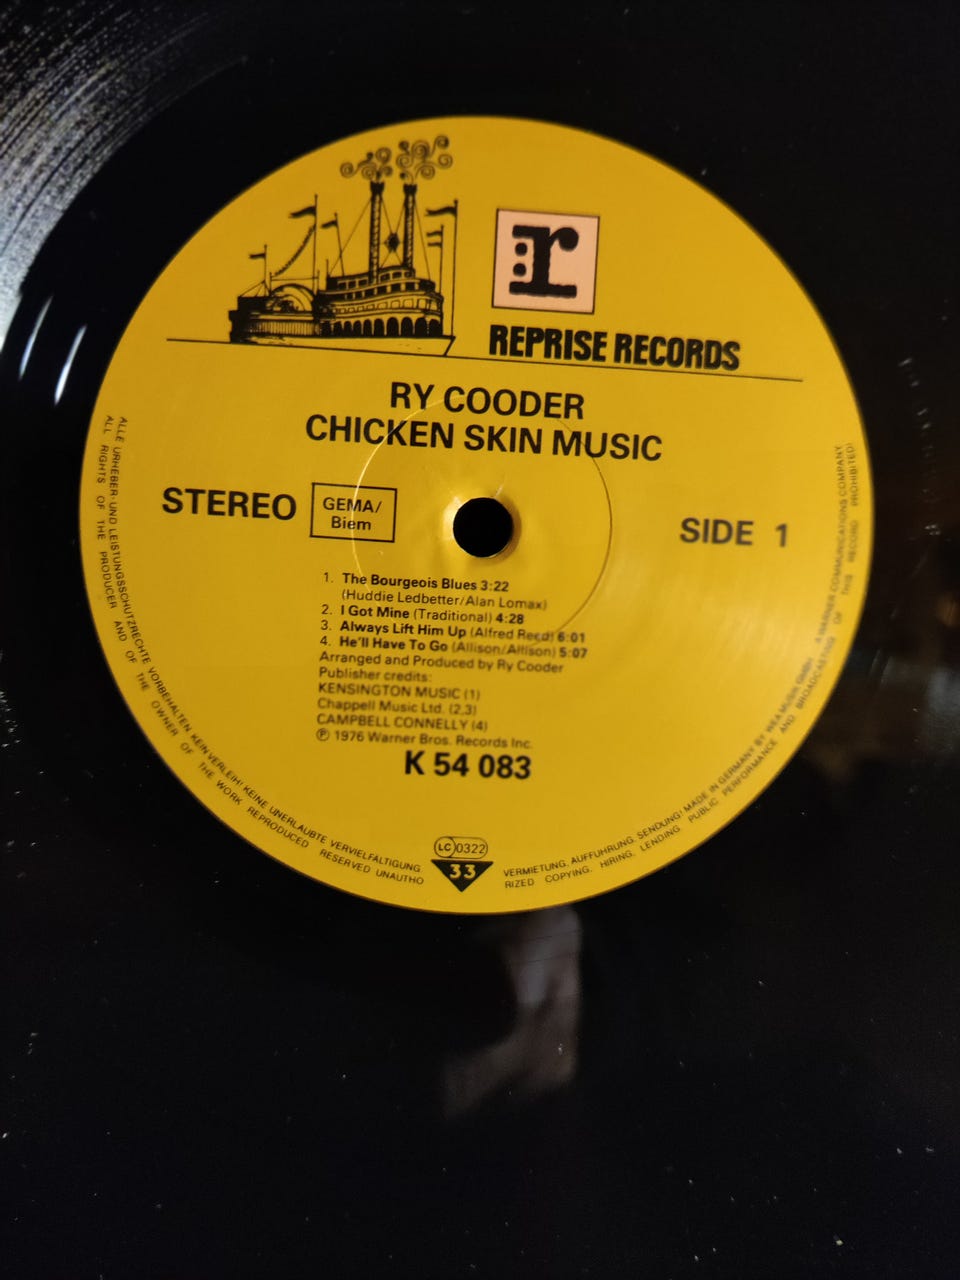 r
REPRISE RECORDS
RY COODER
CHICKEN SKIN MUSIC
STEREO
GEMA/
Biem
SIDE 1
1. The Bourgeois Blues 3:22
(Huddie Ledbetter/Alan Lomax)
2. I Got Mine (Traditional) 4:28
3. Always Lift Him Up (Alfred Reed) 6:01
4. He'll Have To Go (Allison/Allison) 5:07
Arranged and Produced by Ry Cooder
Publisher credits:
KENSINGTON MUSIC (1)
Chappell Music Ltd. (2,3)
CAMPBELL CONNELLY (4)
℗ 1976 Warner Bros. Records Inc.
K 54 083
LC 0322
33
ALLE URHEBER- UND LEISTUNGSSCHUTZRECHTE VORBEHALTEN. KEIN VERLEIH! KEINE UNERLAUBTE VERVIELFÄLTIGUNG, VERMIETUNG, AUFFÜHRUNG, SENDUNG! MADE IN GERMANY BY WEA MUSIK GmbH. A WARNER COMMUNICATIONS COMPANY
ALL RIGHTS OF THE PRODUCER AND OF THE OWNER OF THE WORK REPRODUCED RESERVED UNAUTHORIZED COPYING, HIRING, LENDING PUBLIC PERFORMANCE AND BROADCASTING OF THIS RECORD PROHIBITED!